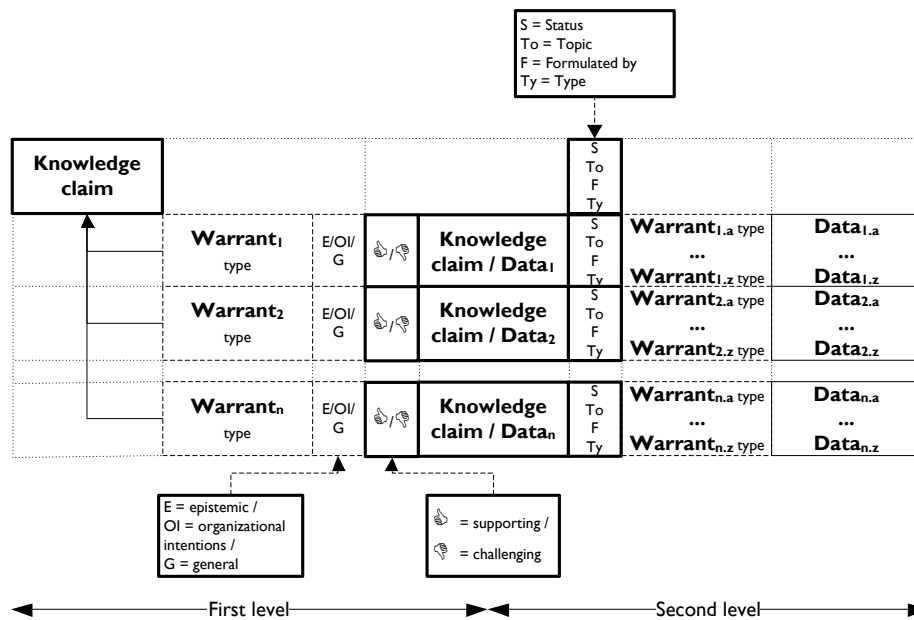 S = Status
To = Topic
F = Formulated by
Ty = Type
Knowledge
claim
S
To
F
Ty
Warrant1
type
E/OI/
G
👍/👎
Knowledge
claim / Data1
S
To
F
Ty
Warrant1.a type
...
Warrant1.z type
Data1.a
...
Data1.z
Warrant2
type
E/OI/
G
👍/👎
Knowledge
claim / Data2
S
To
F
Ty
Warrant2.a type
...
Warrant2.z type
Data2.a
...
Data2.z
Warrantn
type
E/OI/
G
👍/👎
Knowledge
claim / Datan
S
To
F
Ty
Warrantn.a type
...
Warrantn.z type
Datan.a
...
Datan.z
E = epistemic /
OI = organizational
intentions /
G = general
👍 = supporting /
👎 = challenging
First level
Second level